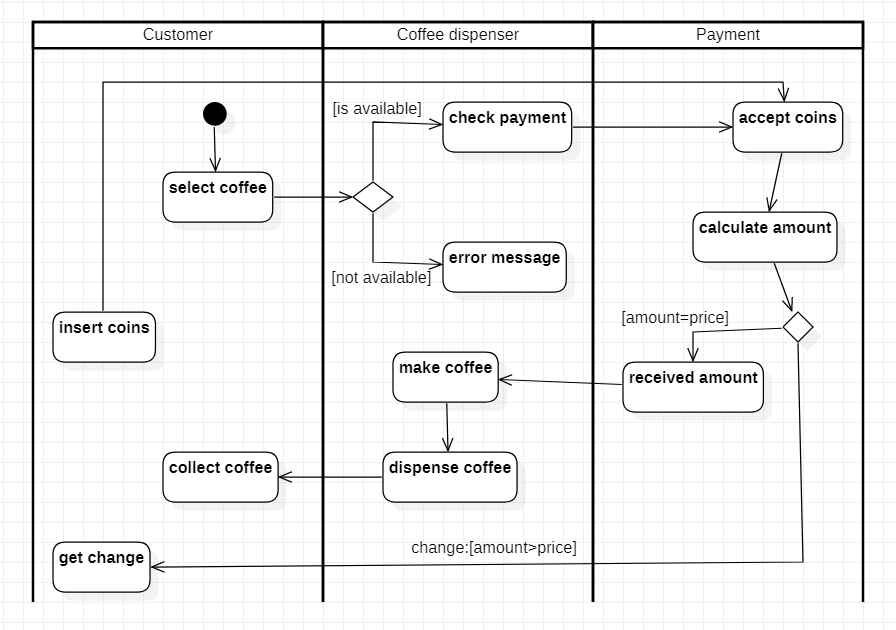 Customer
Coffee dispenser
Payment
[is available]
check payment
accept coins
select coffee
calculate amount
error message
[not available]
insert coins
[amount=price]
make coffee
received amount
collect coffee
dispense coffee
change:[amount>price]
get change